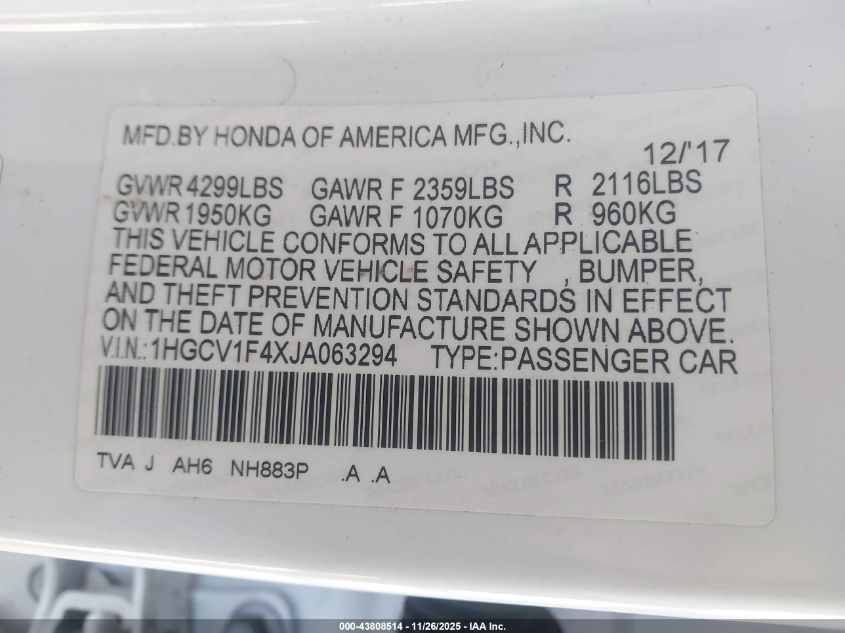 MFD.BY HONDA OF AMERICA MFG.,INC.
12/'17
GVWR 4299LBS GAWR F 2359LBS R 2116LBS
GVWR 1950KG GAWR F 1070KG R 960KG
THIS VEHICLE CONFORMS TO ALL APPLICABLE
FEDERAL MOTOR VEHICLE SAFETY , BUMPER,
AND THEFT PREVENTION STANDARDS IN EFFECT
ON THE DATE OF MANUFACTURE SHOWN ABOVE.
V.I.N.:1HGCV1F4XJA063294 TYPE:PASSENGER CAR
TVA J AH6 NH883P .A .A
000-43808514 - 11/26/2025 - IAA Inc.